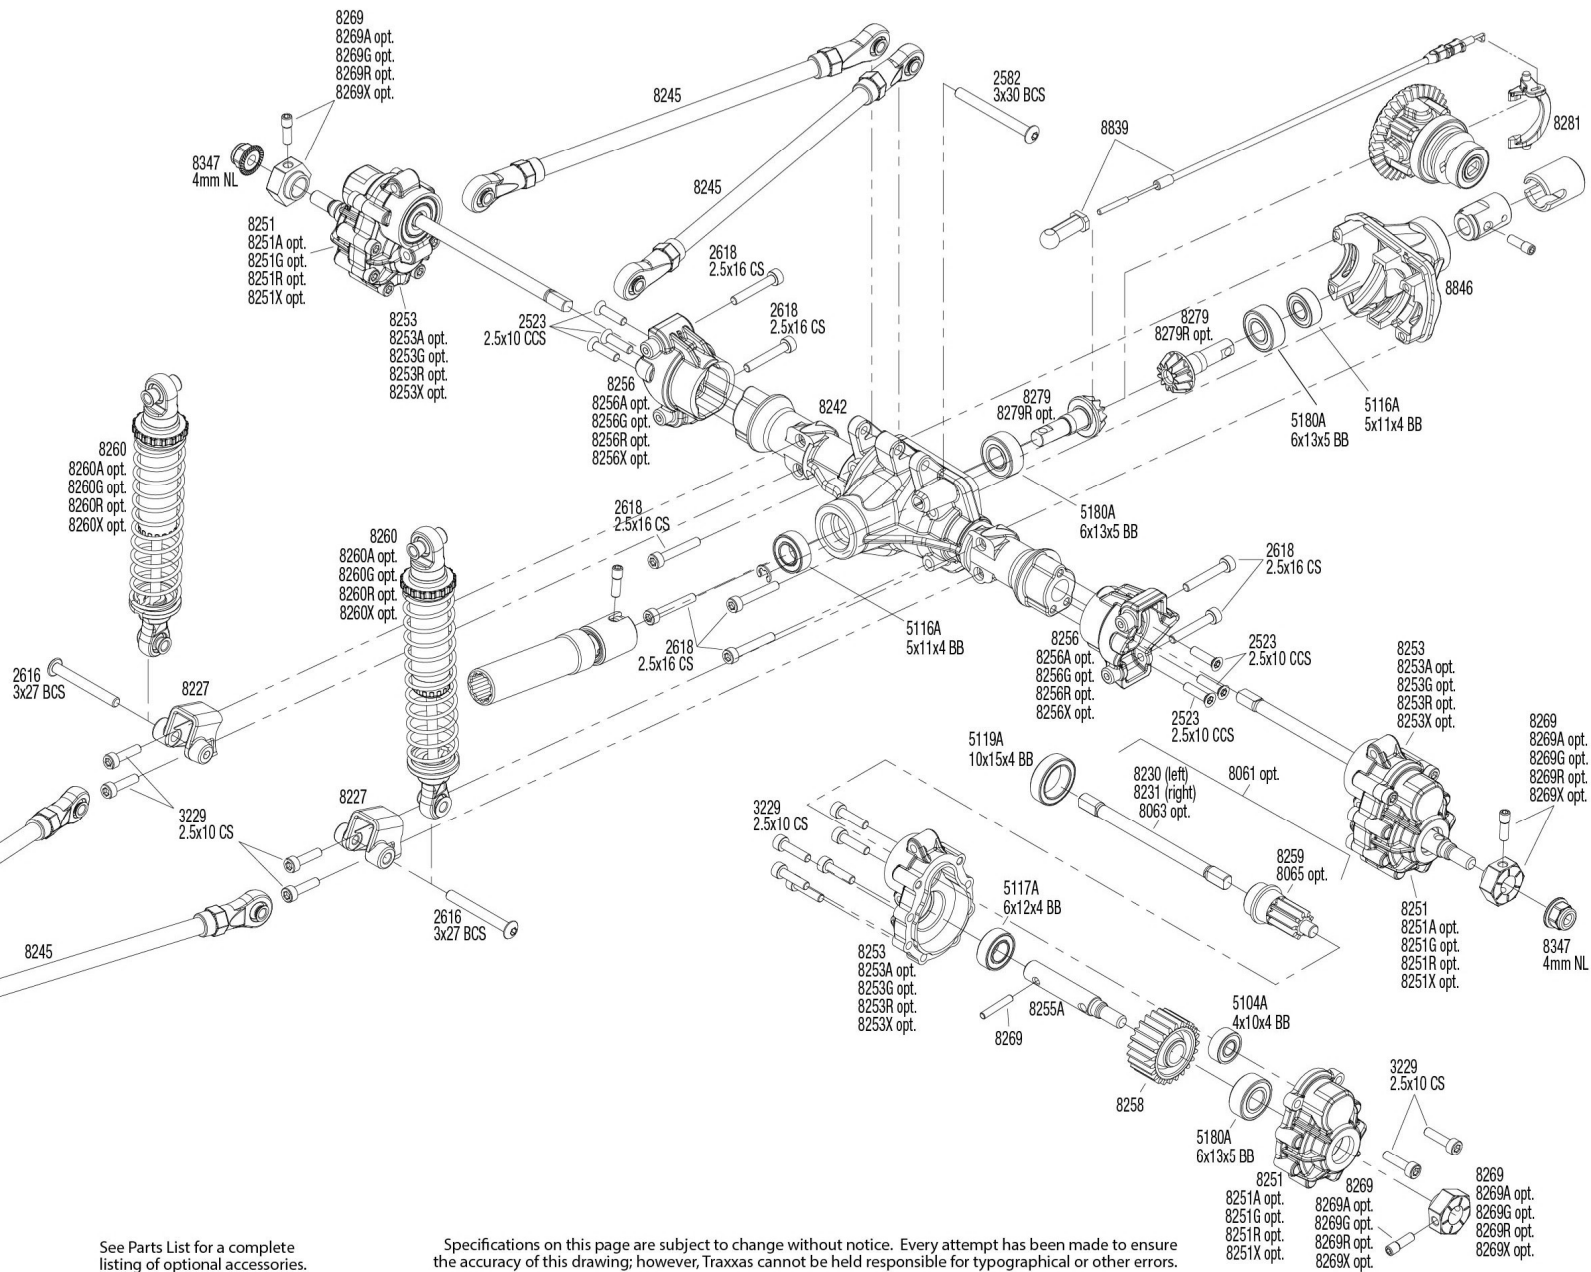 8269
8269A opt.
8269G opt.
8269R opt.
8269X opt.
8245
2582
3x30 BCS
8839
8281
8347
4mm NL
8245
8251
8251A opt.
8251G opt.
8251R opt.
8251X opt.
2618
2.5x16 CS
8846
2618
2.5x16 CS
2523
2.5x10 CCS
8253
8253A opt.
8253G opt.
8253R opt.
8253X opt.
8279
8279R opt.
8256
8256A opt.
8256G opt.
8256R opt.
8256X opt.
8242
8279
8279R opt.
5180A
6x13x5 BB
5116A
5x11x4 BB
8260
8260A opt.
8260G opt.
8260R opt.
8260X opt.
2618
2.5x16 CS
5180A
6x13x5 BB
8260
8260A opt.
8260G opt.
8260R opt.
8260X opt.
2618
2.5x16 CS
5116A
5x11x4 BB
2618
2.5x16 CS
8256
8256A opt.
8256G opt.
8256R opt.
8256X opt.
2523
2.5x10 CCS
8253
8253A opt.
8253G opt.
8253R opt.
8253X opt.
2616
3x27 BCS
8227
2523
2.5x10 CCS
8269
8269A opt.
8269G opt.
8269R opt.
8269X opt.
5119A
10x15x4 BB
8230 (left)
8231 (right)
8063 opt.
8061 opt.
3229
2.5x10 CS
8227
3229
2.5x10 CS
8259
8065 opt.
5117A
6x12x4 BB
2616
3x27 BCS
8245
8251
8251A opt.
8251G opt.
8251R opt.
8251X opt.
8347
4mm NL
8253
8253A opt.
8253G opt.
8253R opt.
8253X opt.
8255A
8269
5104A
4x10x4 BB
8258
3229
2.5x10 CS
5180A
6x13x5 BB
8251
8251A opt.
8251G opt.
8251R opt.
8251X opt.
8269
8269A opt.
8269G opt.
8269R opt.
8269X opt.
8269
8269A opt.
8269G opt.
8269R opt.
8269X opt.
See Parts List for a complete
listing of optional accessories.
Specifications on this page are subject to change without notice. Every attempt has been made to ensure
the accuracy of this drawing; however, Traxxas cannot be held responsible for typographical or other errors.